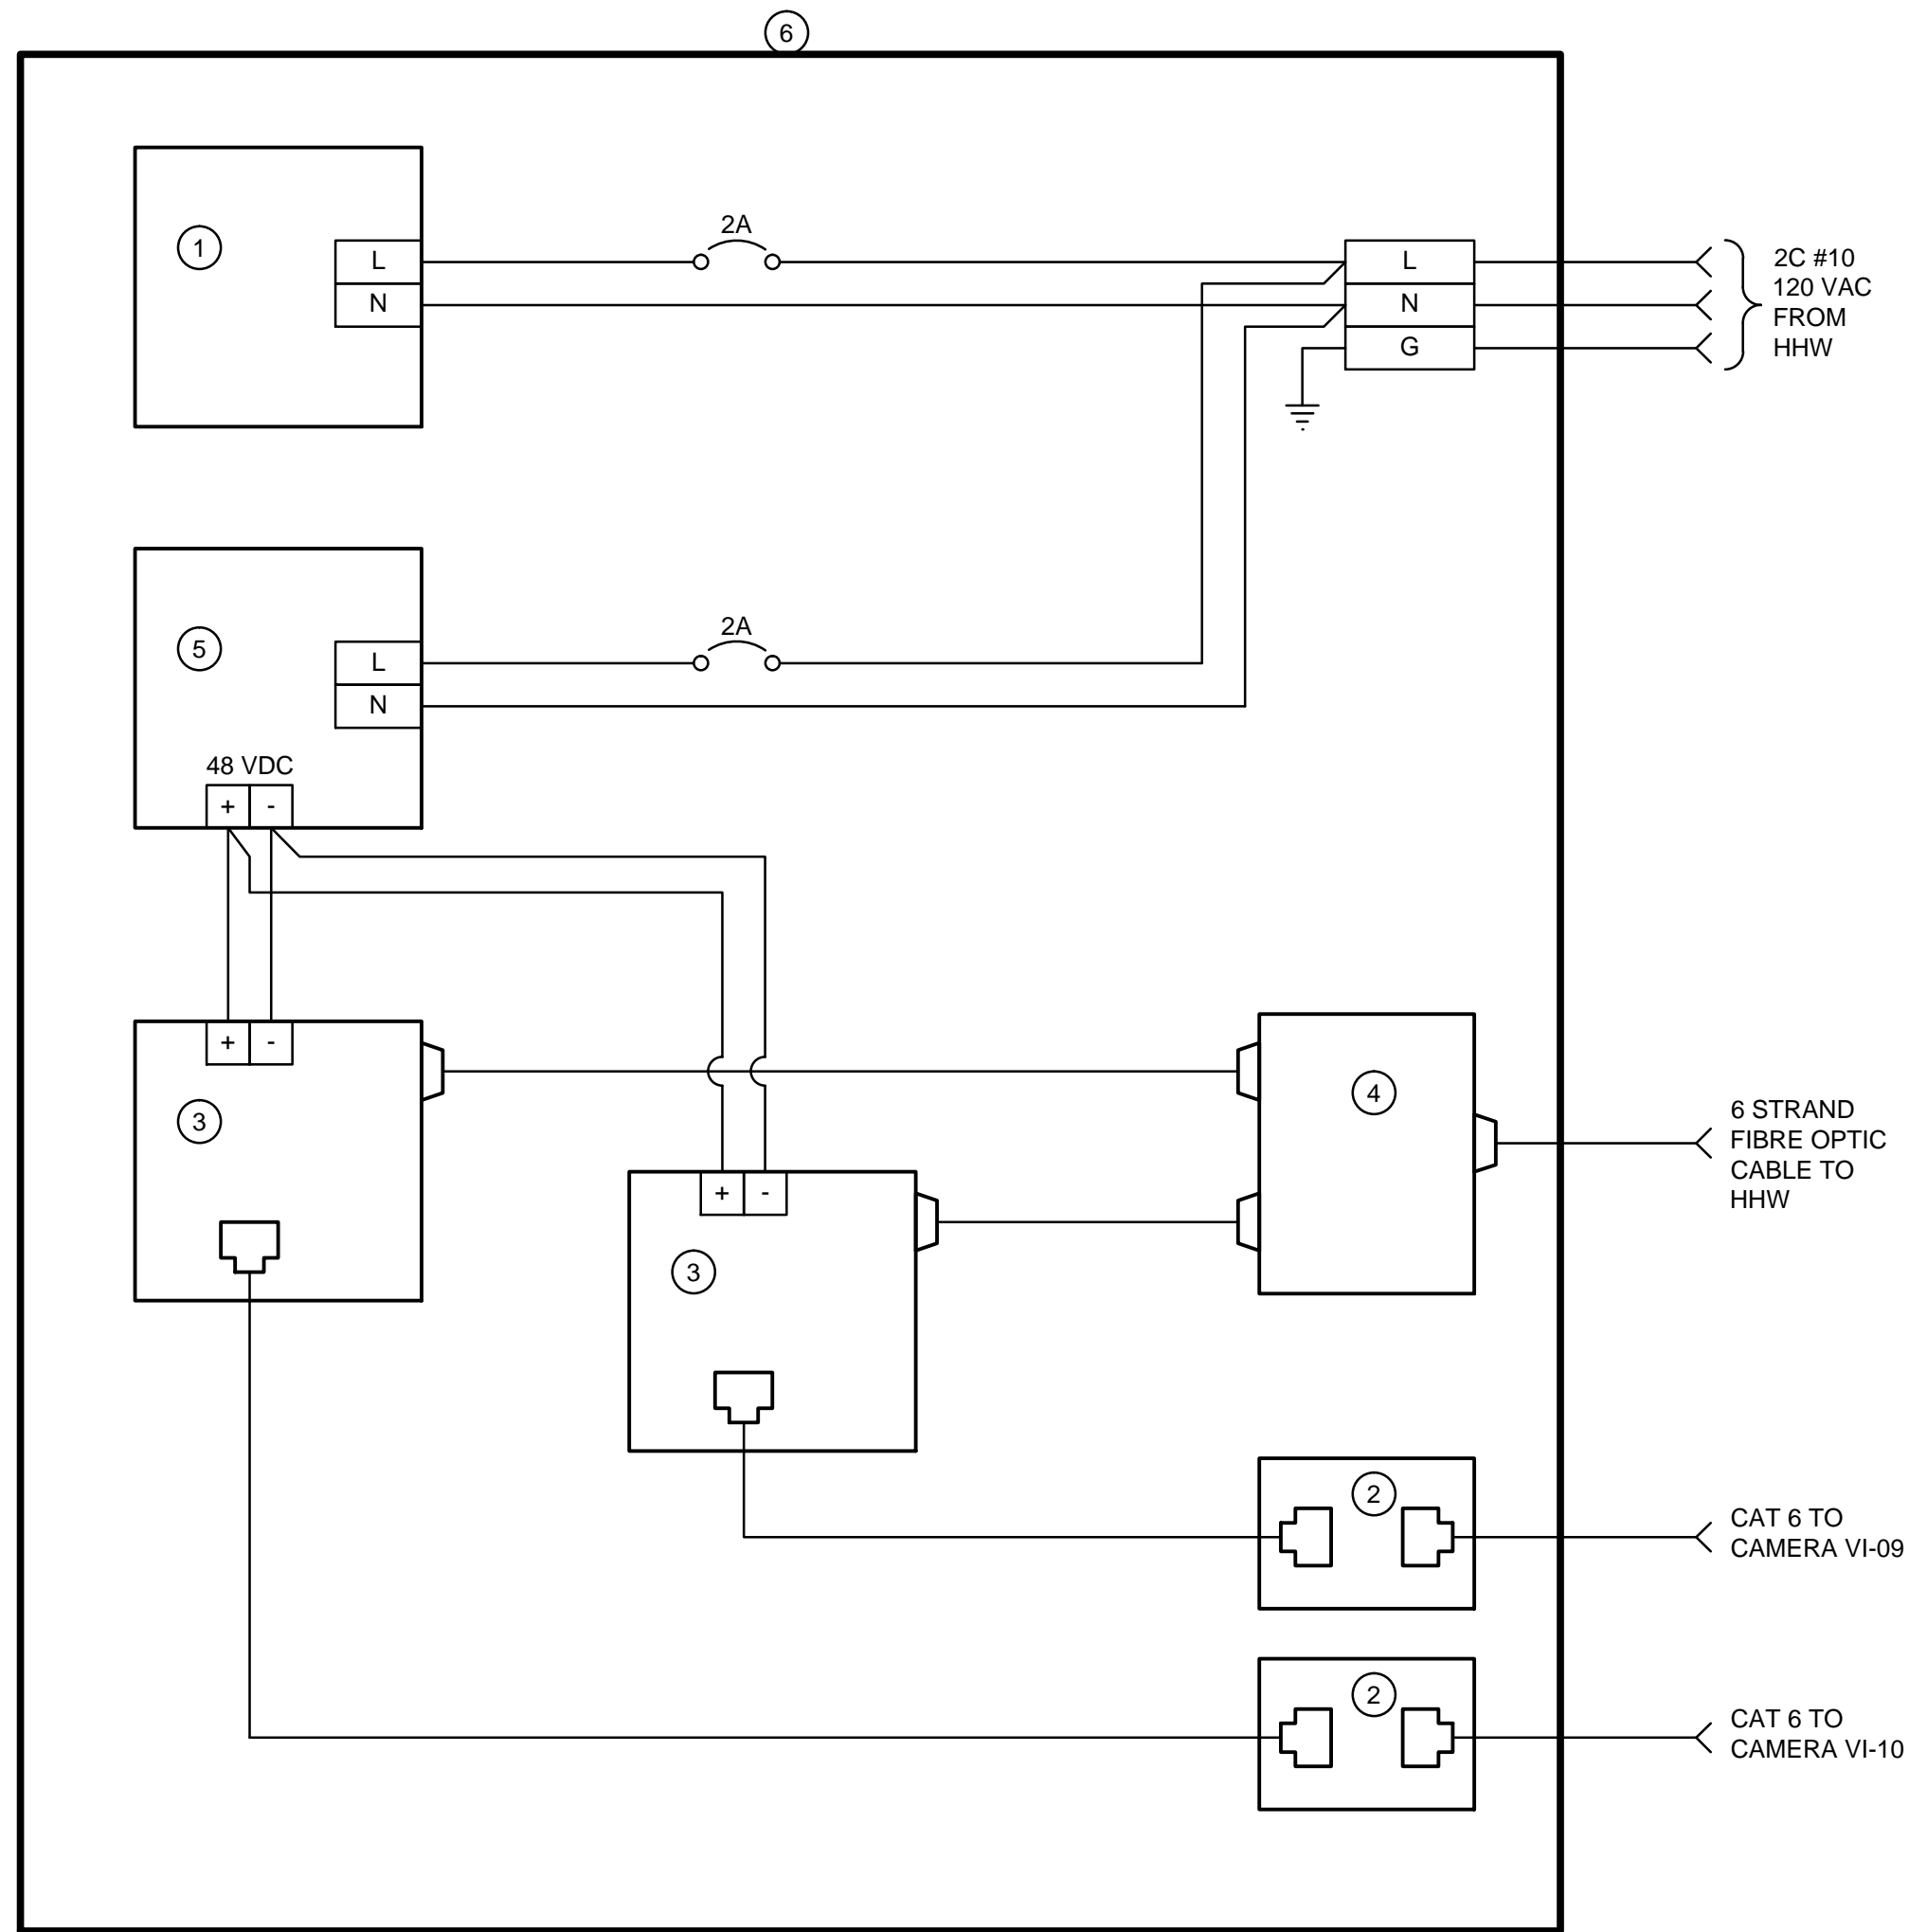 6
1
L
N
2A
L
N
G
2C #10
120 VAC
FROM
HHW
5
L
N
2A
48 VDC
+ -
+ -
3
4
6 STRAND
FIBRE OPTIC
CABLE TO
HHW
+ -
3
2
CAT 6 TO
CAMERA VI-09
2
CAT 6 TO
CAMERA VI-10